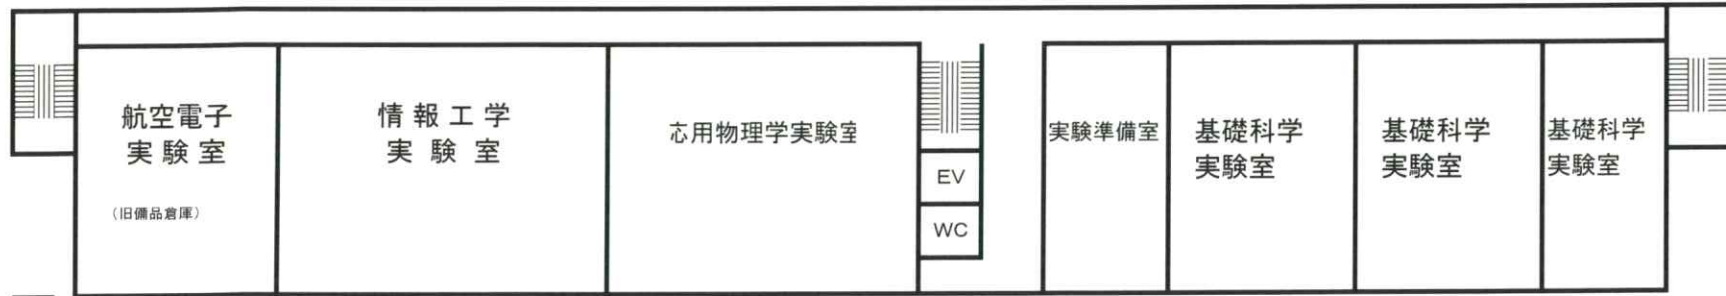 航空電子
実験室
(旧備品倉庫)
情報工学
実験室
応用物理学実験室
EV
WC
実験準備室
基礎科学
実験室
基礎科学
実験室
基礎科学
実験室